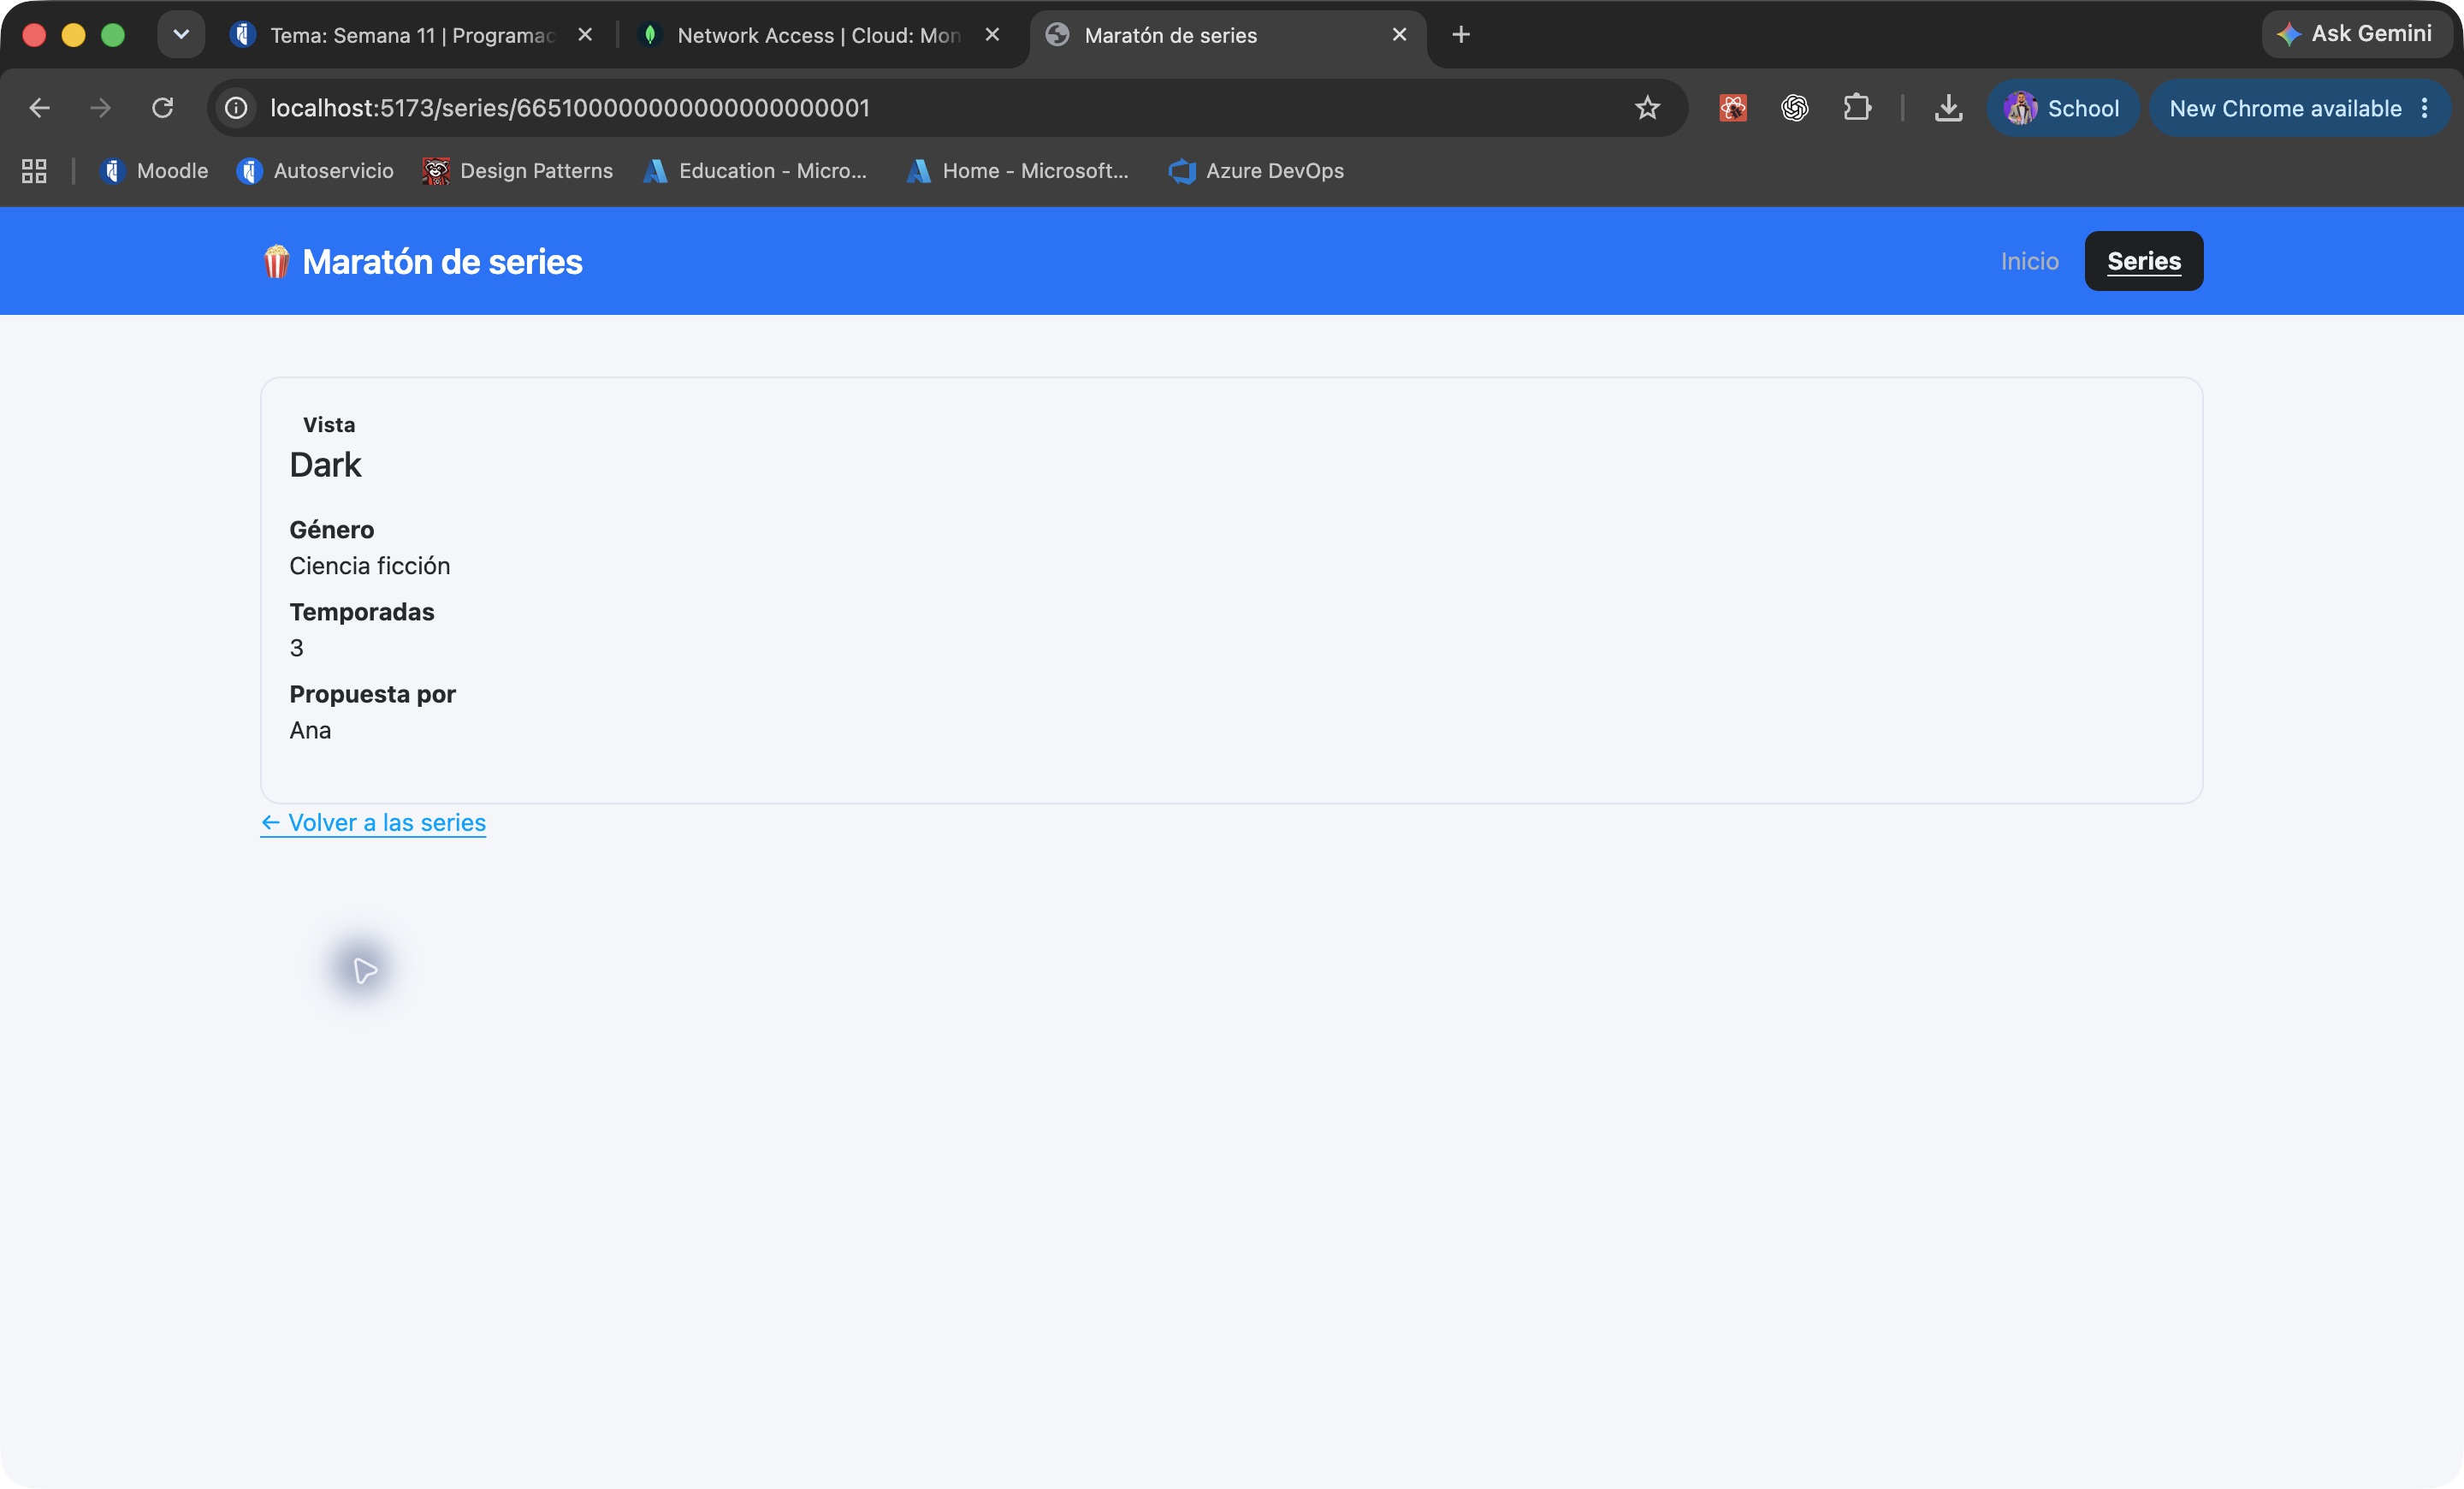 Tema: Semana 11 | Programac
Network Access | Cloud: Mon
Maratón de series
Ask Gemini
localhost:5173/series/665100000000000000000001
School
New Chrome available
Moodle
Autoservicio
Design Patterns
Education - Micro...
Home - Microsoft...
Azure DevOps
🍿 Maratón de series
Inicio
Series
Vista
Dark
Género
Ciencia ficción
Temporadas
3
Propuesta por
Ana
← Volver a las series